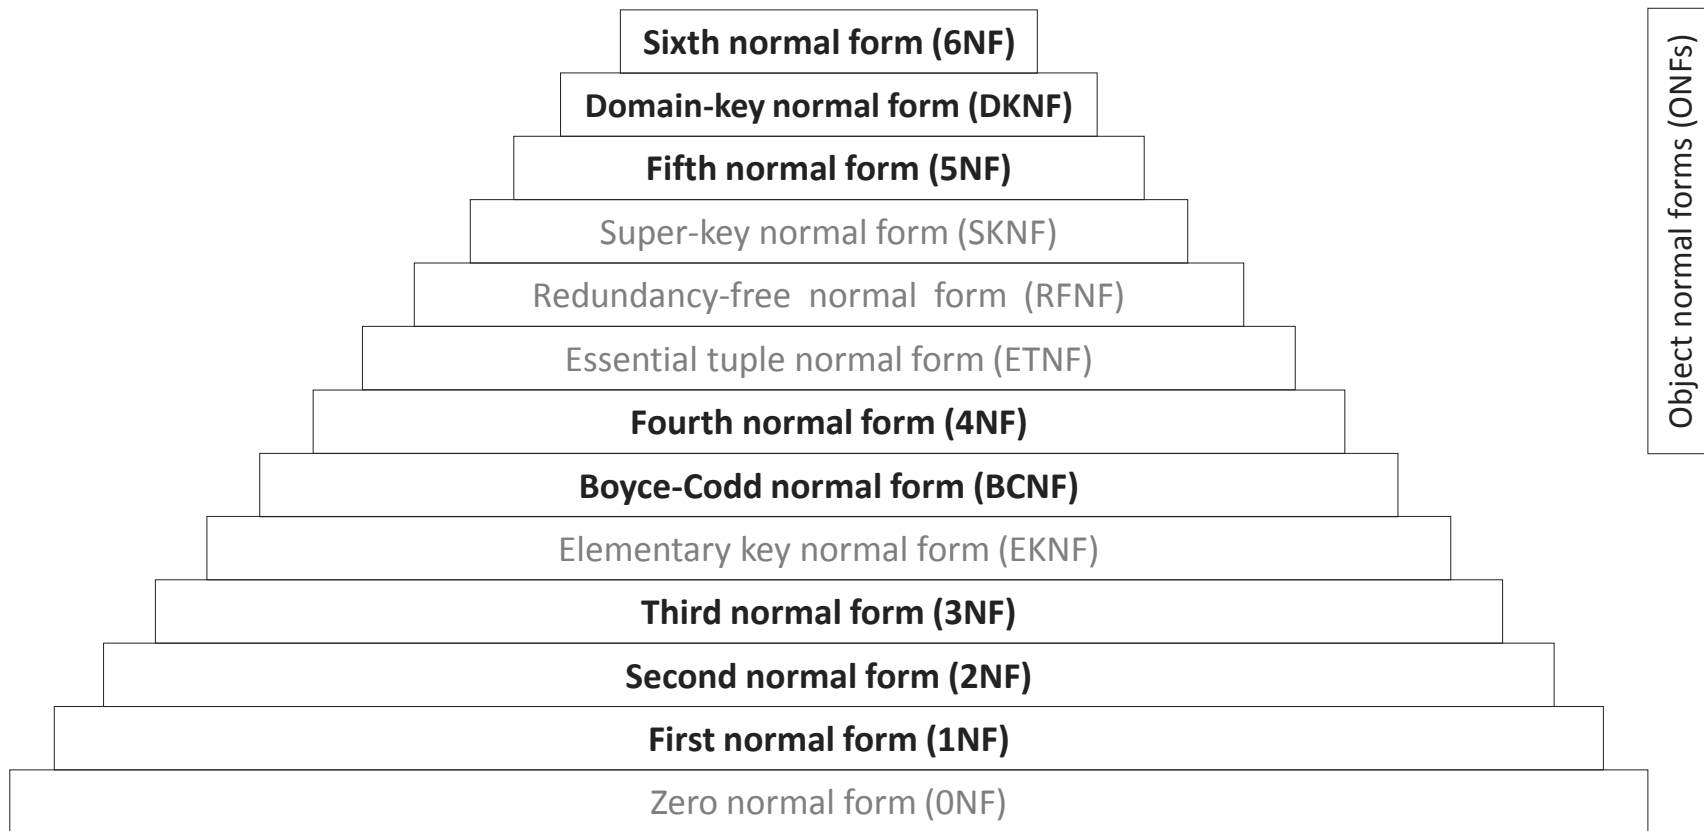 Sixth normal form (6NF)
Domain-key normal form (DKNF)
Fifth normal form (5NF)
Super-key normal form (SKNF)
Redundancy-free normal form (RFNF)
Essential tuple normal form (ETNF)
Fourth normal form (4NF)
Boyce-Codd normal form (BCNF)
Elementary key normal form (EKNF)
Third normal form (3NF)
Second normal form (2NF)
First normal form (1NF)
Zero normal form (0NF)
Object normal forms (ONFs)